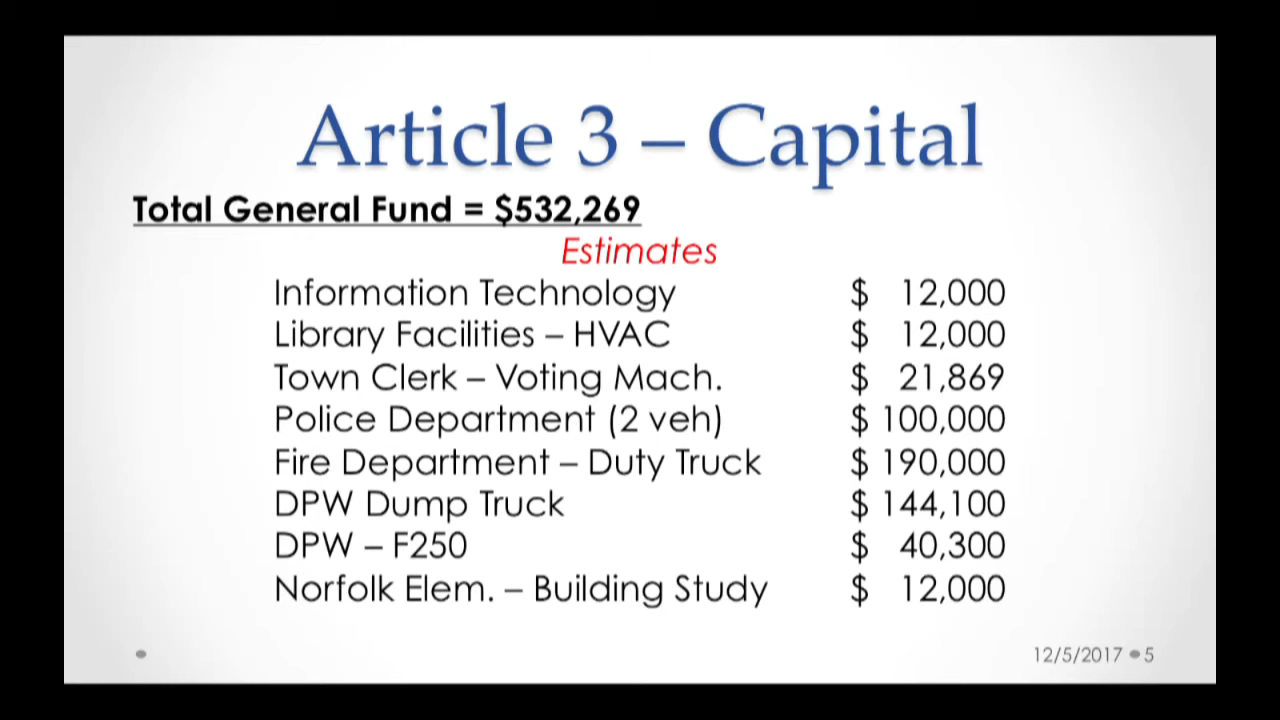 Article 3 – Capital
Total General Fund = $532,269
Estimates
Information Technology $ 12,000
Library Facilities – HVAC $ 12,000
Town Clerk – Voting Mach. $ 21,869
Police Department (2 veh) $ 100,000
Fire Department – Duty Truck $ 190,000
DPW Dump Truck $ 144,100
DPW – F250 $ 40,300
Norfolk Elem. – Building Study $ 12,000
12/5/2017 5